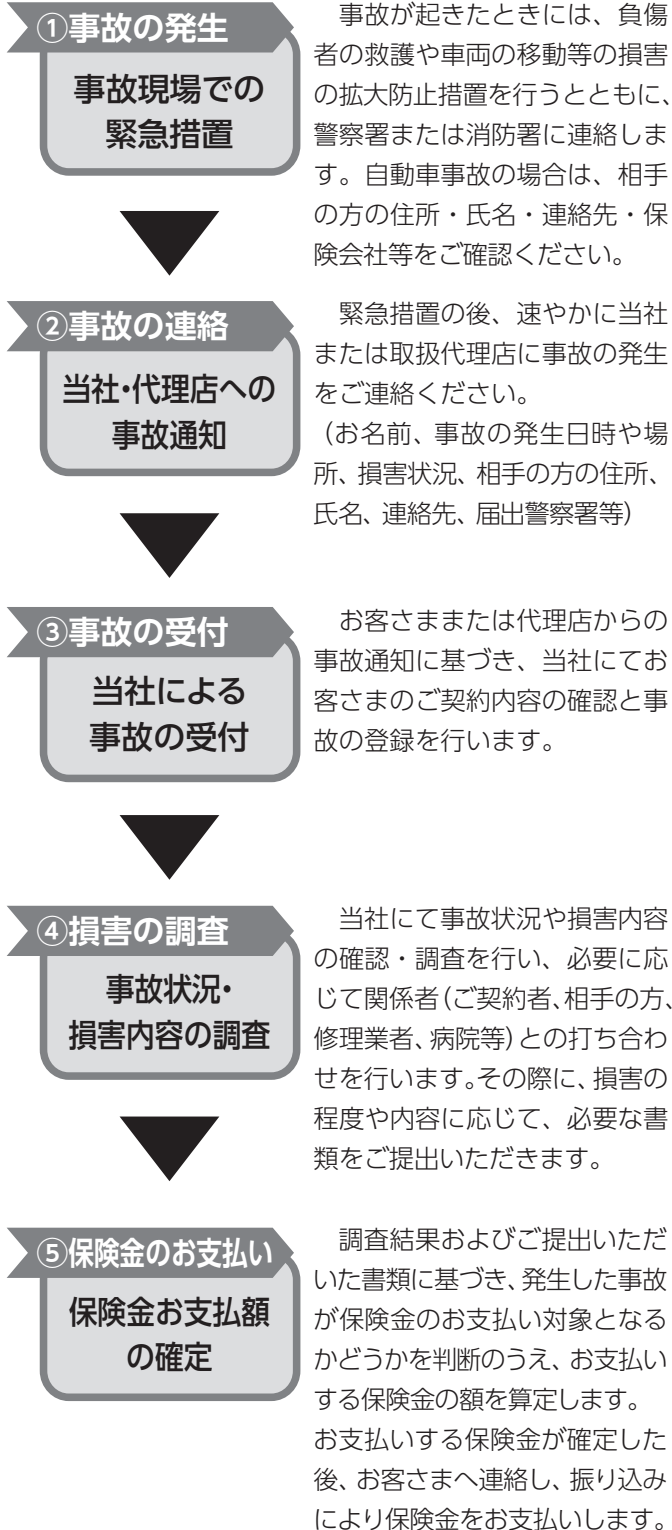 ①事故の発生
事故現場での
緊急措置
　事故が起きたときには、負傷
者の救護や車両の移動等の損害
の拡大防止措置を行うとともに、
警察署または消防署に連絡しま
す。自動車事故の場合は、相手
の方の住所・氏名・連絡先・保
険会社等をご確認ください。
②事故の連絡
当社・代理店への
事故通知
　緊急措置の後、速やかに当社
または取扱代理店に事故の発生
をご連絡ください。
（お名前、事故の発生日時や場
所、損害状況、相手の方の住所、
氏名、連絡先、届出警察署等）
③事故の受付
当社による
事故の受付
　お客さままたは代理店からの
事故通知に基づき、当社にてお
客さまのご契約内容の確認と事
故の登録を行います。
④損害の調査
事故状況・
損害内容の調査
　当社にて事故状況や損害内容
の確認・調査を行い、必要に応
じて関係者（ご契約者、相手の方、
修理業者、病院等）との打ち合わ
せを行います。その際に、損害の
程度や内容に応じて、必要な書
類をご提出いただきます。
⑤保険金のお支払い
保険金お支払額
の確定
　調査結果およびご提出いただ
いた書類に基づき、発生した事故
が保険金のお支払い対象となる
かどうかを判断のうえ、お支払い
する保険金の額を算定します。
お支払いする保険金が確定した
後、お客さまへ連絡し、振り込み
により保険金をお支払いします。